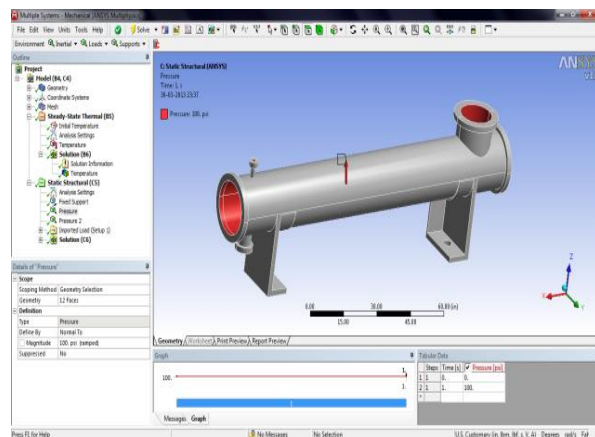 Multiple Systems - Mechanical [ANSYS Multiphysics]
File Edit View Units Tools Help
Solve
Environment Inertial Loads Supports
Outline
Project
Model (B4, C4)
Geometry
Coordinate Systems
Mesh
Steady-State Thermal (B5)
Initial Temperature
Analysis Settings
Temperature
Solution (B6)
Solution Information
Temperature
Static Structural (C5)
Analysis Settings
Fixed Support
Pressure
Pressure 2
Imported Load (Setup 1)
Solution (C6)
C: Static Structural (ANSYS)
Pressure
Time: 1. s
Pressure: 100. psi
0.00 30.00 60.00 (in)
15.00 45.00
Z
X
Details of "Pressure"
Scope
Scoping Method Geometry Selection
Geometry 12 Faces
Definition
Type Pressure
Define By Normal To
Magnitude 100. psi (ramped)
Suppressed No
Geometry Worksheet Print Preview Report Preview
Graph
100.
1.
1.
1
Messages Graph
Tabular Data
Steps Time [s] Pressure [psi]
1 1 0. 0.
2 1 1. 100.
*
Press F1 for Help
No Messages
No Selection
U.S. Customary (in, lbm, lbf, s, V, A) Degrees rad/s Fah